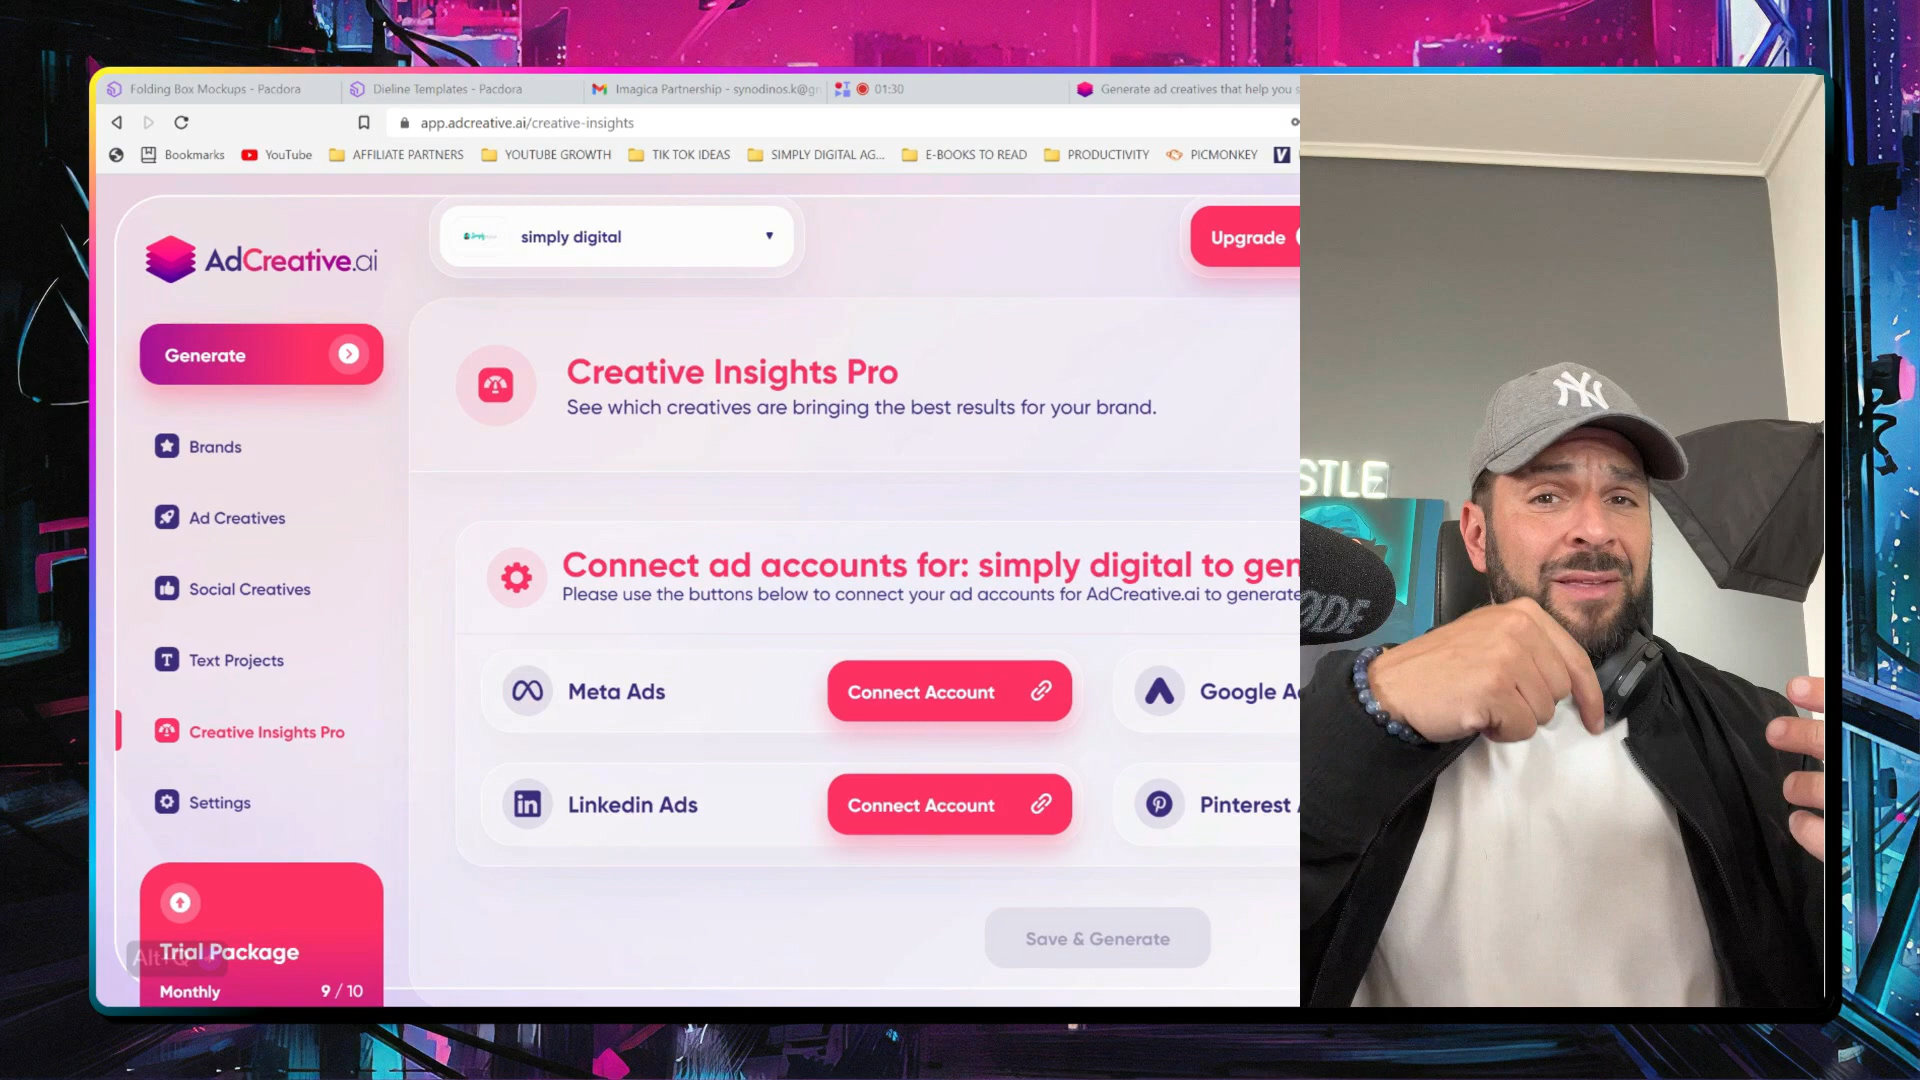 Folding Box Mockups - Pacdora
Dieline Templates - Pacdora
Imagica Partnership - synodinos.k@gm
01:30
Generate ad creatives that help you s
app.adcreative.ai/creative-insights
Bookmarks
YouTube
AFFILIATE PARTNERS
YOUTUBE GROWTH
TIK TOK IDEAS
SIMPLY DIGITAL AG...
E-BOOKS TO READ
PRODUCTIVITY
PICMONKEY
AdCreative.ai
simply digital
Upgrade
Generate
Creative Insights Pro
See which creatives are bringing the best results for your brand.
Brands
Ad Creatives
Social Creatives
Text Projects
Creative Insights Pro
Settings
Connect ad accounts for: simply digital to gen
Please use the buttons below to connect your ad accounts for AdCreative.ai to generate
Meta Ads
Connect Account
Google A
Linkedin Ads
Connect Account
Pinterest
Save & Generate
Trial Package
Monthly
9 / 10
STLE
NY